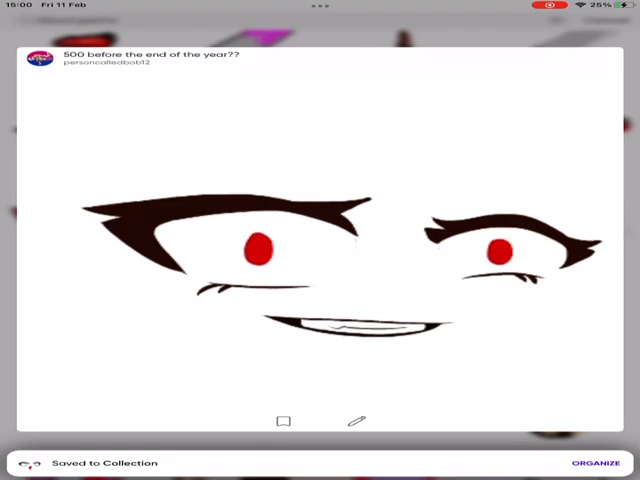 15:00 Fri 11 Feb
25%
500 before the end of the year??
personcalledbob12
Saved to Collection
ORGANIZE